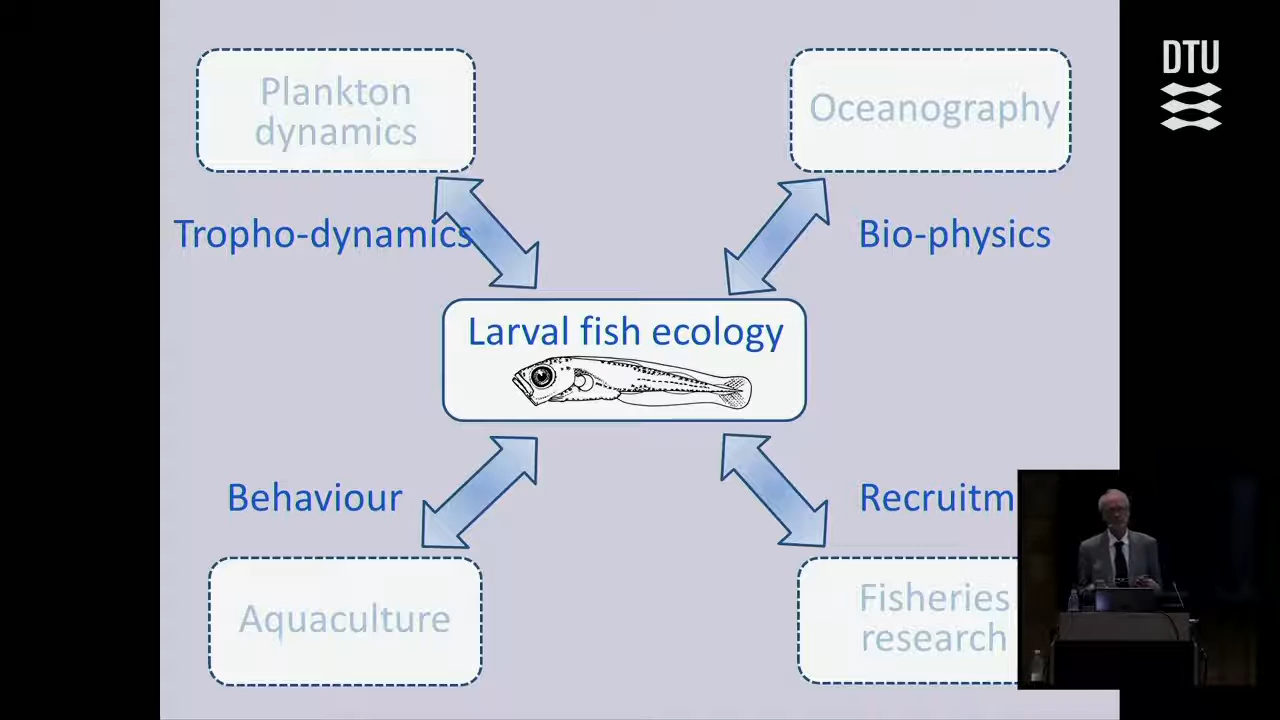 Plankton
dynamics
Oceanography
DTU
Tropho-dynamics
Bio-physics
Larval fish ecology
Behaviour
Recruitm
Aquaculture
Fisheries
research